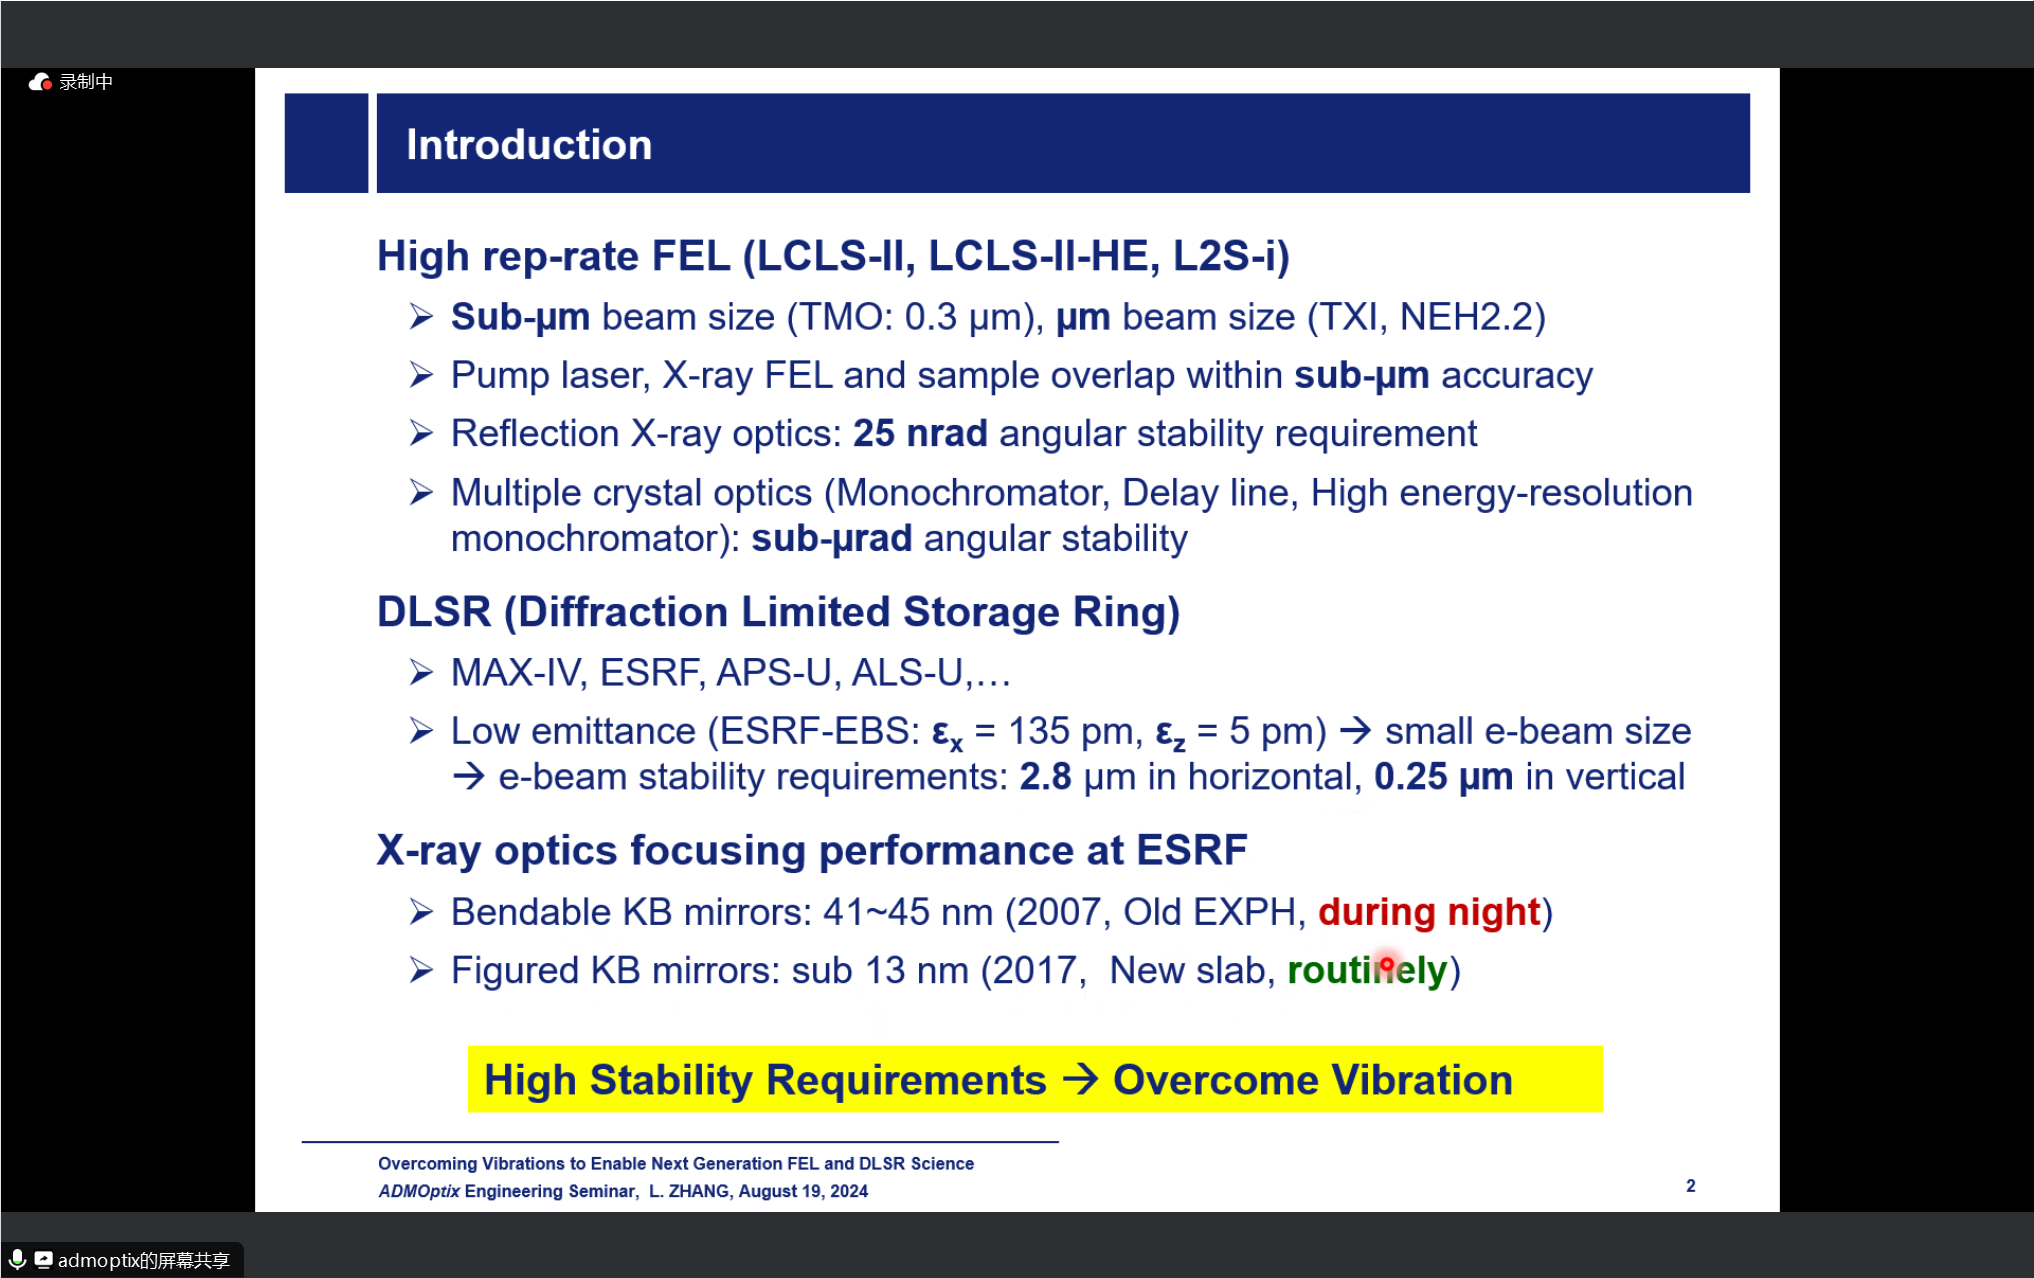 录制中
Introduction
High rep-rate FEL (LCLS-II, LCLS-II-HE, L2S-i)
➢ Sub-µm beam size (TMO: 0.3 µm), µm beam size (TXI, NEH2.2)
➢ Pump laser, X-ray FEL and sample overlap within sub-µm accuracy
➢ Reflection X-ray optics: 25 nrad angular stability requirement
➢ Multiple crystal optics (Monochromator, Delay line, High energy-resolution
monochromator): sub-µrad angular stability
DLSR (Diffraction Limited Storage Ring)
➢ MAX-IV, ESRF, APS-U, ALS-U,…
➢ Low emittance (ESRF-EBS: εx = 135 pm, εz = 5 pm) → small e-beam size
→ e-beam stability requirements: 2.8 µm in horizontal, 0.25 µm in vertical
X-ray optics focusing performance at ESRF
➢ Bendable KB mirrors: 41~45 nm (2007, Old EXPH, during night)
➢ Figured KB mirrors: sub 13 nm (2017, New slab, routinely)
High Stability Requirements → Overcome Vibration
Overcoming Vibrations to Enable Next Generation FEL and DLSR Science
ADMOptix Engineering Seminar, L. ZHANG, August 19, 2024
2
admoptix的屏幕共享